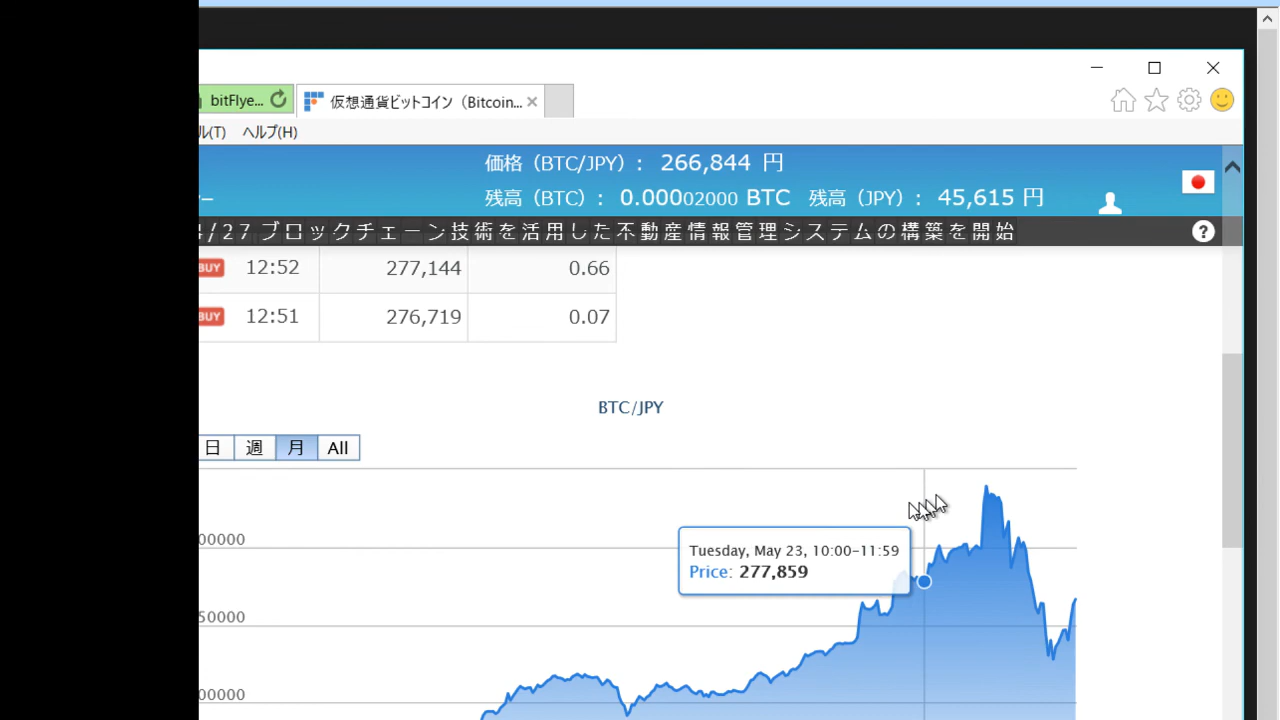 bitFlye...
仮想通貨ビットコイン（Bitcoin...
ル(T) ヘルプ(H)
価格（BTC/JPY）: 266,844 円
ー 残高（BTC）: 0.00002000 BTC 残高（JPY）: 45,615 円
/27 ブロックチェーン技術を活用した不動産情報管理システムの構築を開始
BUY 12:52 277,144 0.66
BUY 12:51 276,719 0.07
BTC/JPY
日 週 月 All
00000
Tuesday, May 23, 10:00-11:59
Price: 277,859
50000
00000